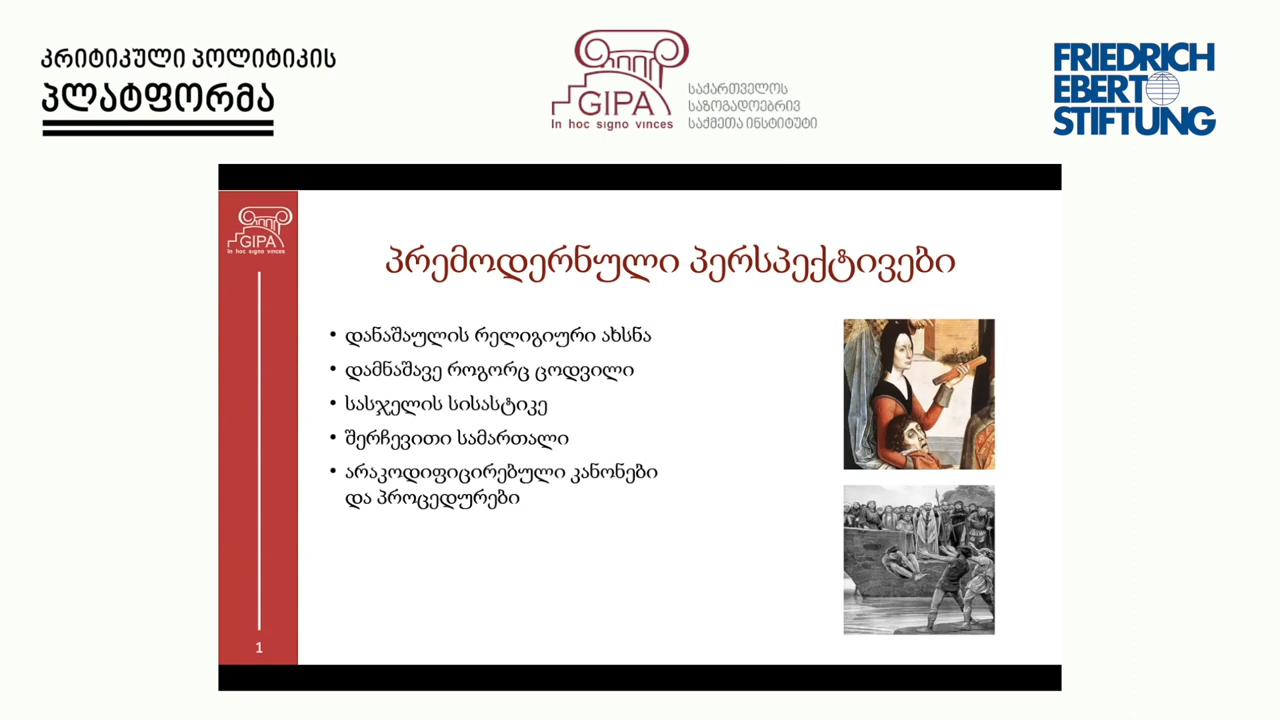 კრიტიკული პოლიტიკის
პლატფორმა
GIPA
In hoc signo vinces
საქართველოს
საზოგადოებრივ
საქმეთა ინსტიტუტი
FRIEDRICH
EBERT
STIFTUNG
GIPA
In hoc signo vinces
პრემოდერნული პერსპექტივები
• დანაშაულის რელიგიური ახსნა
• დამნაშავე როგორც ცოდვილი
• სასჯელის სისასტიკე
• შერჩევითი სამართალი
• არაკოდიფიცირებული კანონები
და პროცედურები
1